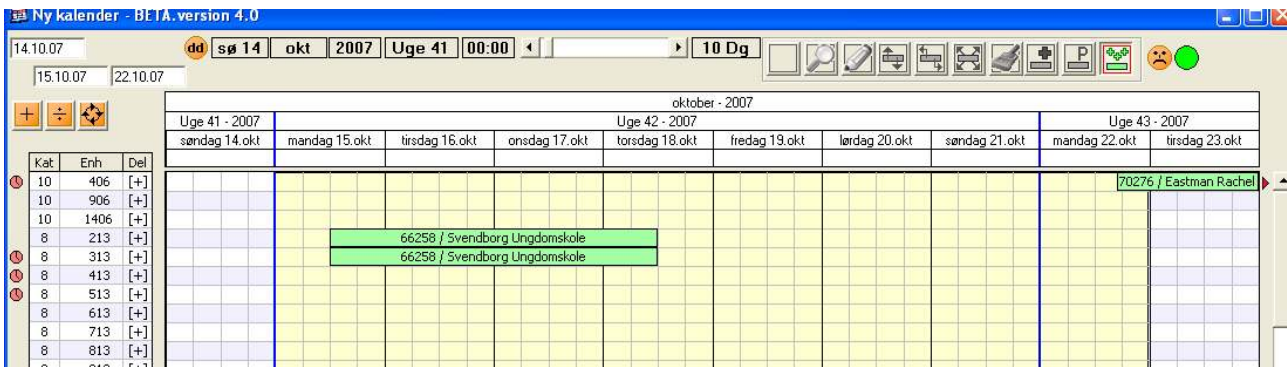 Ny kalender - BETA.version 4.0
14.10.07 dd sø 14 okt 2007 Uge 41 00:00 10 Dg P
15.10.07 22.10.07
oktober - 2007
+ ÷ Uge 41 - 2007 Uge 42 - 2007 Uge 43 - 2007
søndag 14.okt mandag 15.okt tirsdag 16.okt onsdag 17.okt torsdag 18.okt fredag 19.okt lørdag 20.okt søndag 21.okt mandag 22.okt tirsdag 23.okt
Kat Enh Del
10 406 [+] 70276 / Eastman Rachel
10 906 [+]
10 1406 [+]
8 213 [+] 66258 / Svendborg Ungdomskole
8 313 [+] 66258 / Svendborg Ungdomskole
8 413 [+]
8 513 [+]
8 613 [+]
8 713 [+]
8 813 [+]